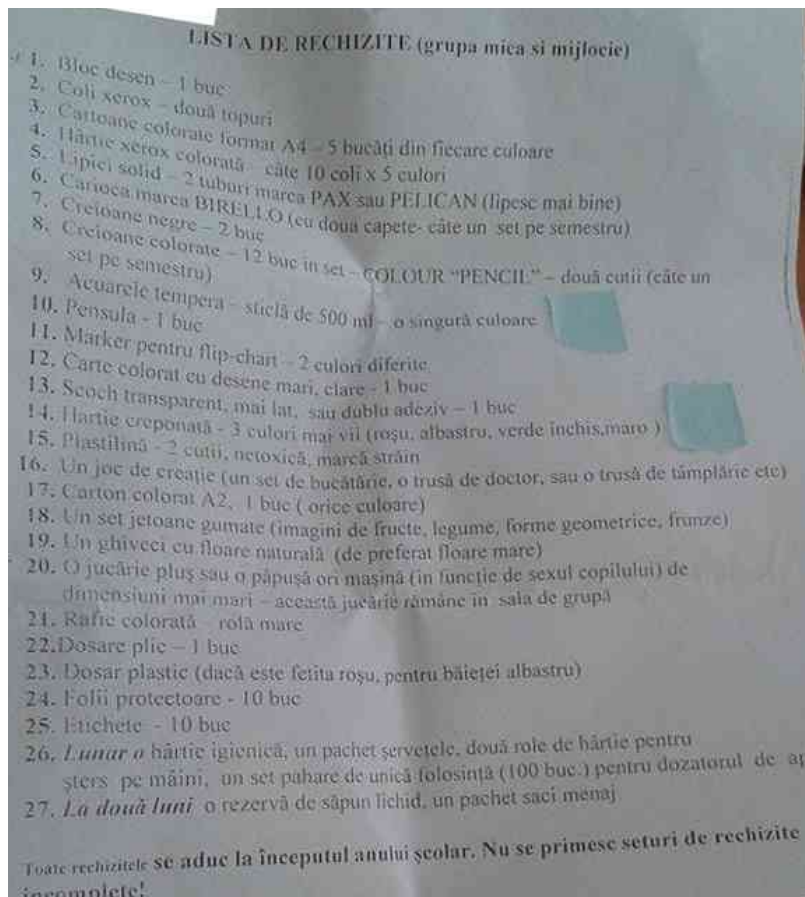 LISTA DE RECHIZITE (grupa mica si mijlocie)
1. Bloc desen – 1 buc
2. Coli xerox – două topuri
3. Cartoane colorate format A4 – 5 bucăți din fiecare culoare
4. Hârtie xerox colorată – câte 10 coli x 5 culori
5. Lipici solid – 2 tuburi marca PAX sau PELICAN (lipesc mai bine)
6. Carioca marca BIRELLO (cu doua capete- câte un set pe semestru)
7. Creioane negre – 2 buc
8. Creioane colorate – 12 buc in set – COLOUR “PENCIL” – două cutii (câte un
set pe semestru)
9. Acuarele tempera – sticlă de 500 ml – o singură culoare
10. Pensula - 1 buc
11. Marker pentru flip-chart – 2 culori diferite
12. Carte colorat cu desene mari, clare - 1 buc
13. Scoch transparent, mai lat, sau dublu adeziv – 1 buc
14. Hartie creponată - 3 culori mai vii (roșu, albastru, verde închis,maro )
15. Plastilină - 2 cutii, netoxică, marcă străin
16. Un joc de creație (un set de bucătărie, o trusă de doctor, sau o trusă de tâmplărie etc)
17. Carton colorat A2, 1 buc ( orice culoare)
18. Un set jetoane gumate (imagini de fructe, legume, forme geometrice, frunze)
19. Un ghiveci cu floare naturală (de preferat floare mare)
20. O jucărie pluș sau o păpușă ori mașină (în funcție de sexul copilului) de
dimensiuni mai mari – această jucărie rămâne in sala de grupă
21. Rafie colorată – rolă mare
22.Dosare plic – 1 buc
23. Dosar plastic (dacă este fetita roșu, pentru băieței albastru)
24. Folii protectoare - 10 buc
25. Etichete - 10 buc
26. Lunar o hârtie igienică, un pachet șervețele, două role de hârtie pentru
șters pe mâini, un set pahare de unică folosință (100 buc.) pentru dozatorul de
27. La două luni o rezervă de săpun lichid, un pachet saci menaj
Toate rechizitele se aduc la începutul anului școlar. Nu se primesc seturi de rechizite
incomplete!